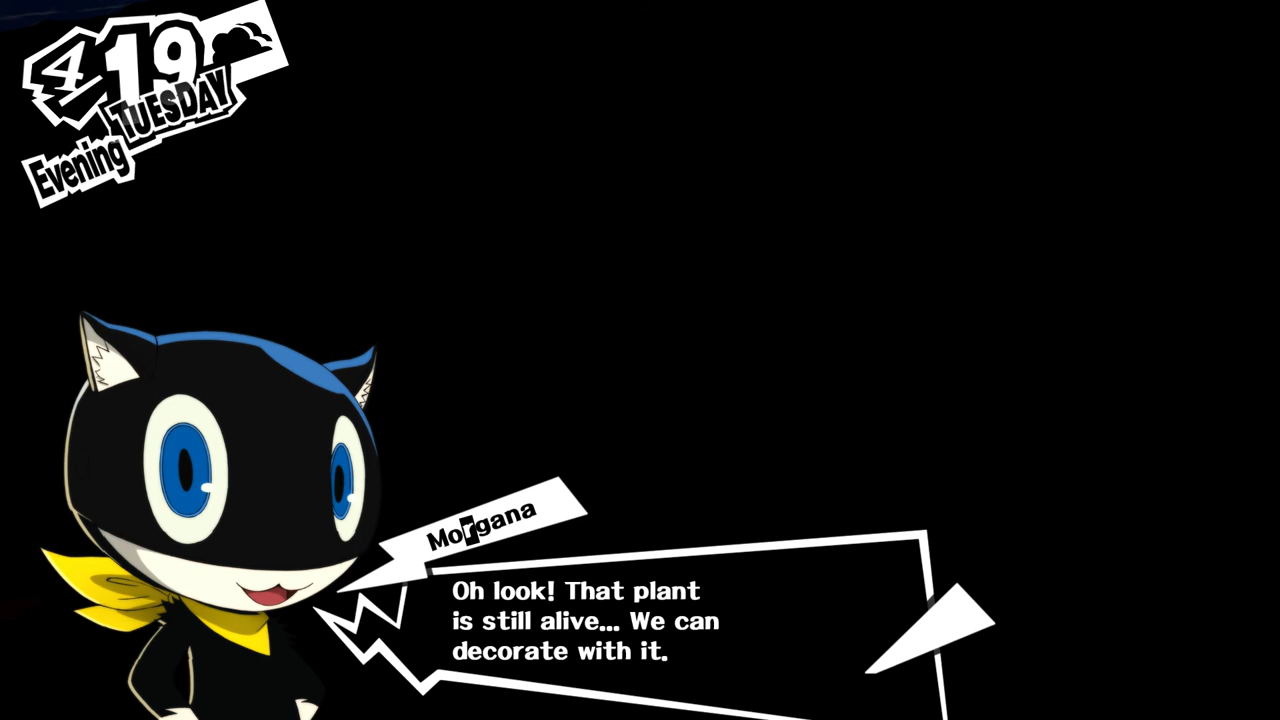 4 19
TUESDAY
Evening
Morgana
Oh look! That plant
is still alive... We can
decorate with it.